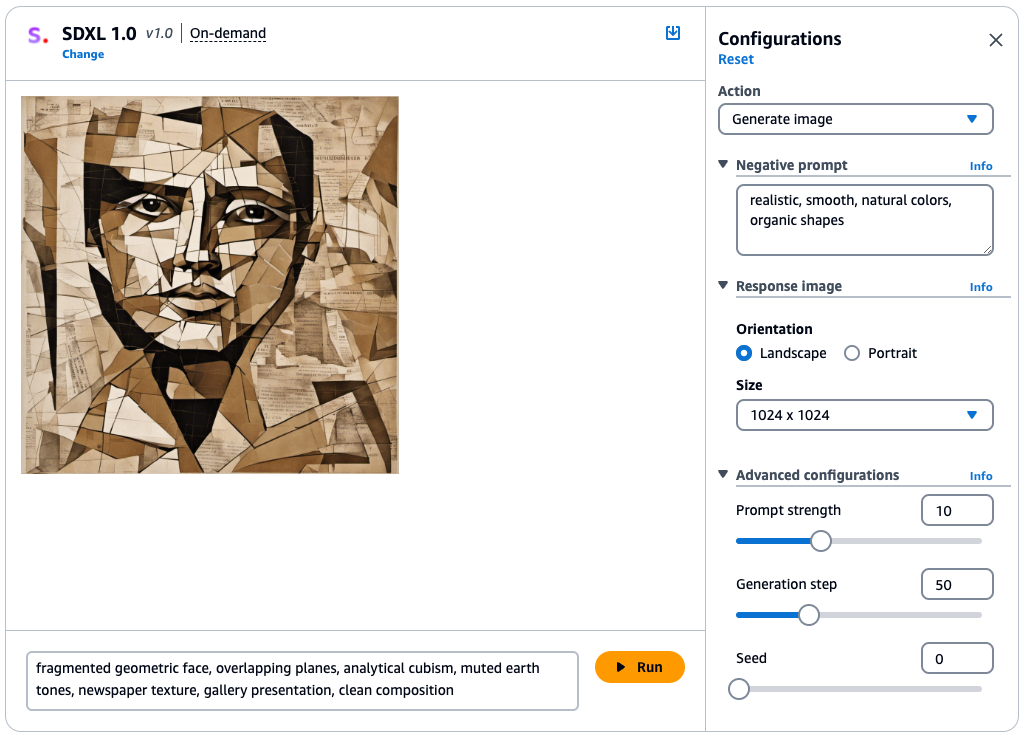 S. SDXL 1.0 v1.0 On-demand
Change
Configurations
Reset
Action
Generate image
Negative prompt Info
realistic, smooth, natural colors,
organic shapes
Response image Info
Orientation
Landscape Portrait
Size
1024 x 1024
Advanced configurations Info
Prompt strength 10
Generation step 50
Seed 0
fragmented geometric face, overlapping planes, analytical cubism, muted earth
tones, newspaper texture, gallery presentation, clean composition
Run